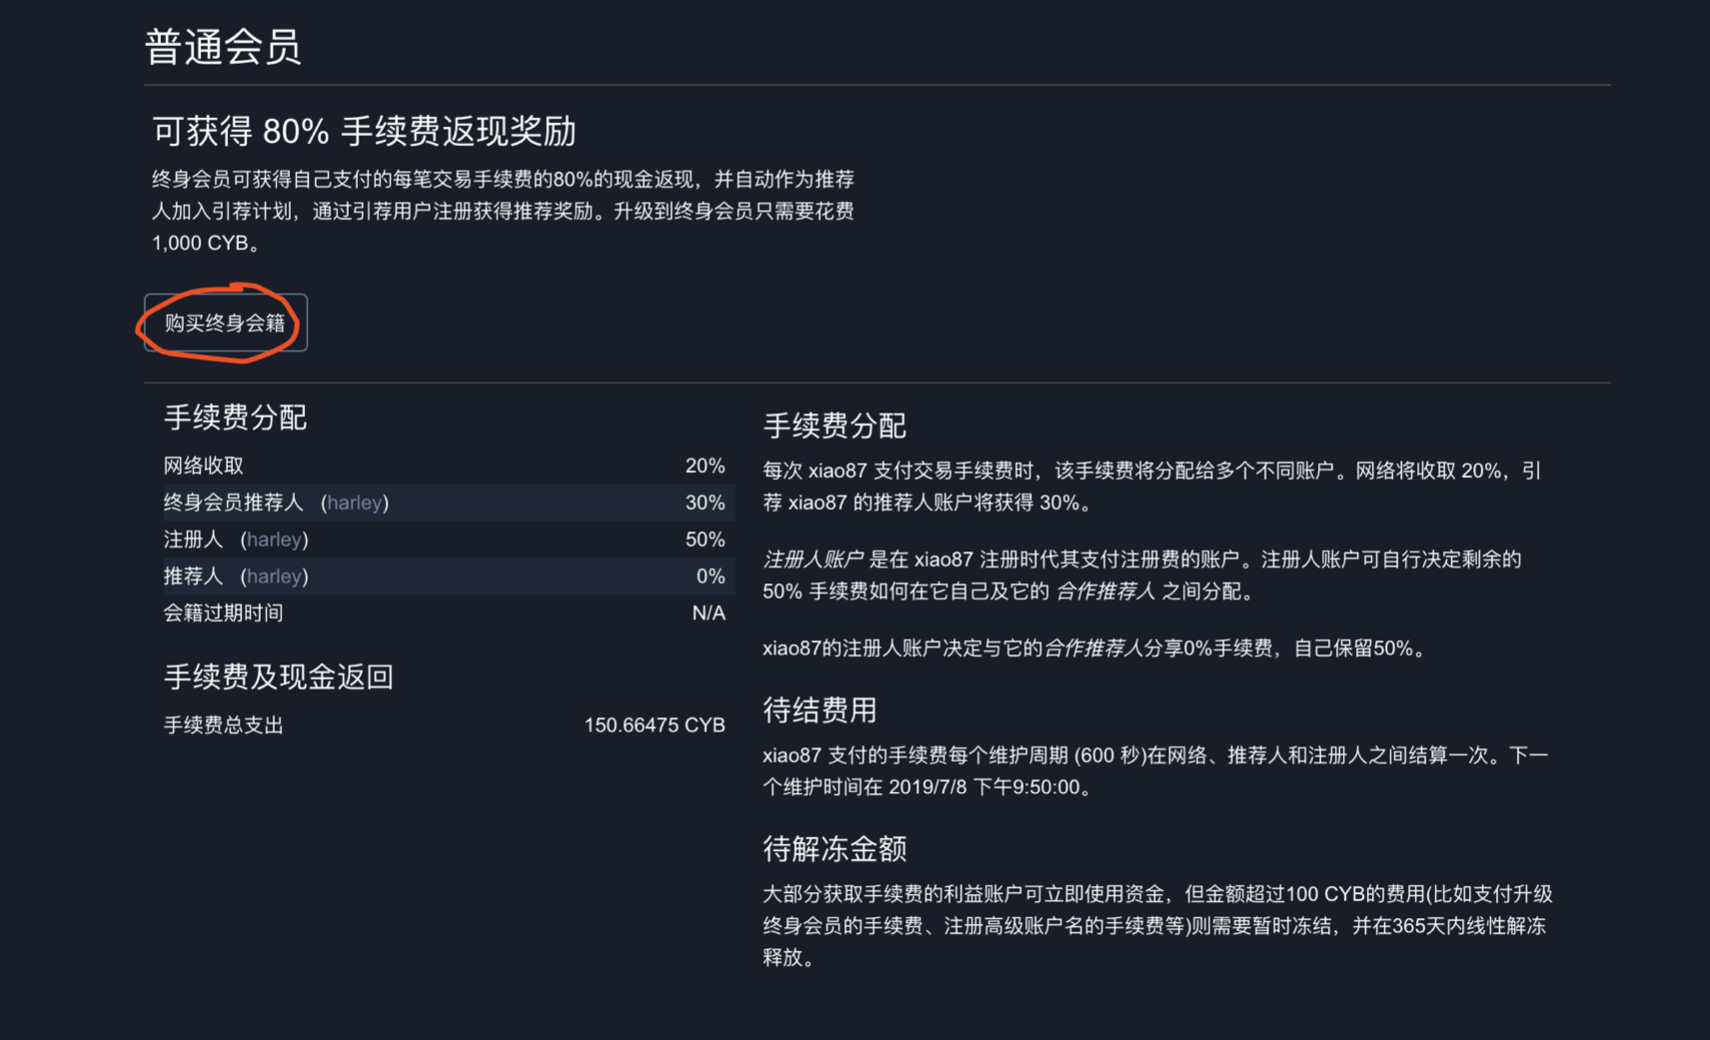 普通会员
可获得 80% 手续费返现奖励
终身会员可获得自己支付的每笔交易手续费的80%的现金返现，并自动作为推荐
人加入引荐计划，通过引荐用户注册获得推荐奖励。升级到终身会员只需要花费
1,000 CYB。
购买终身会籍
手续费分配
网络收取 20%
终身会员推荐人 (harley) 30%
注册人 (harley) 50%
推荐人 (harley) 0%
会籍过期时间 N/A
手续费及现金返回
手续费总支出 150.66475 CYB
手续费分配
每次 xiao87 支付交易手续费时，该手续费将分配给多个不同账户。网络将收取 20%，引
荐 xiao87 的推荐人账户将获得 30%。
注册人账户 是在 xiao87 注册时代其支付注册费的账户。注册人账户可自行决定剩余的
50% 手续费如何在它自己及它的 合作推荐人 之间分配。
xiao87的注册人账户决定与它的合作推荐人分享0%手续费，自己保留50%。
待结费用
xiao87 支付的手续费每个维护周期 (600 秒)在网络、推荐人和注册人之间结算一次。下一
个维护时间在 2019/7/8 下午9:50:00。
待解冻金额
大部分获取手续费的利益账户可立即使用资金，但金额超过100 CYB的费用(比如支付升级
终身会员的手续费、注册高级账户名的手续费等)则需要暂时冻结，并在365天内线性解冻
释放。